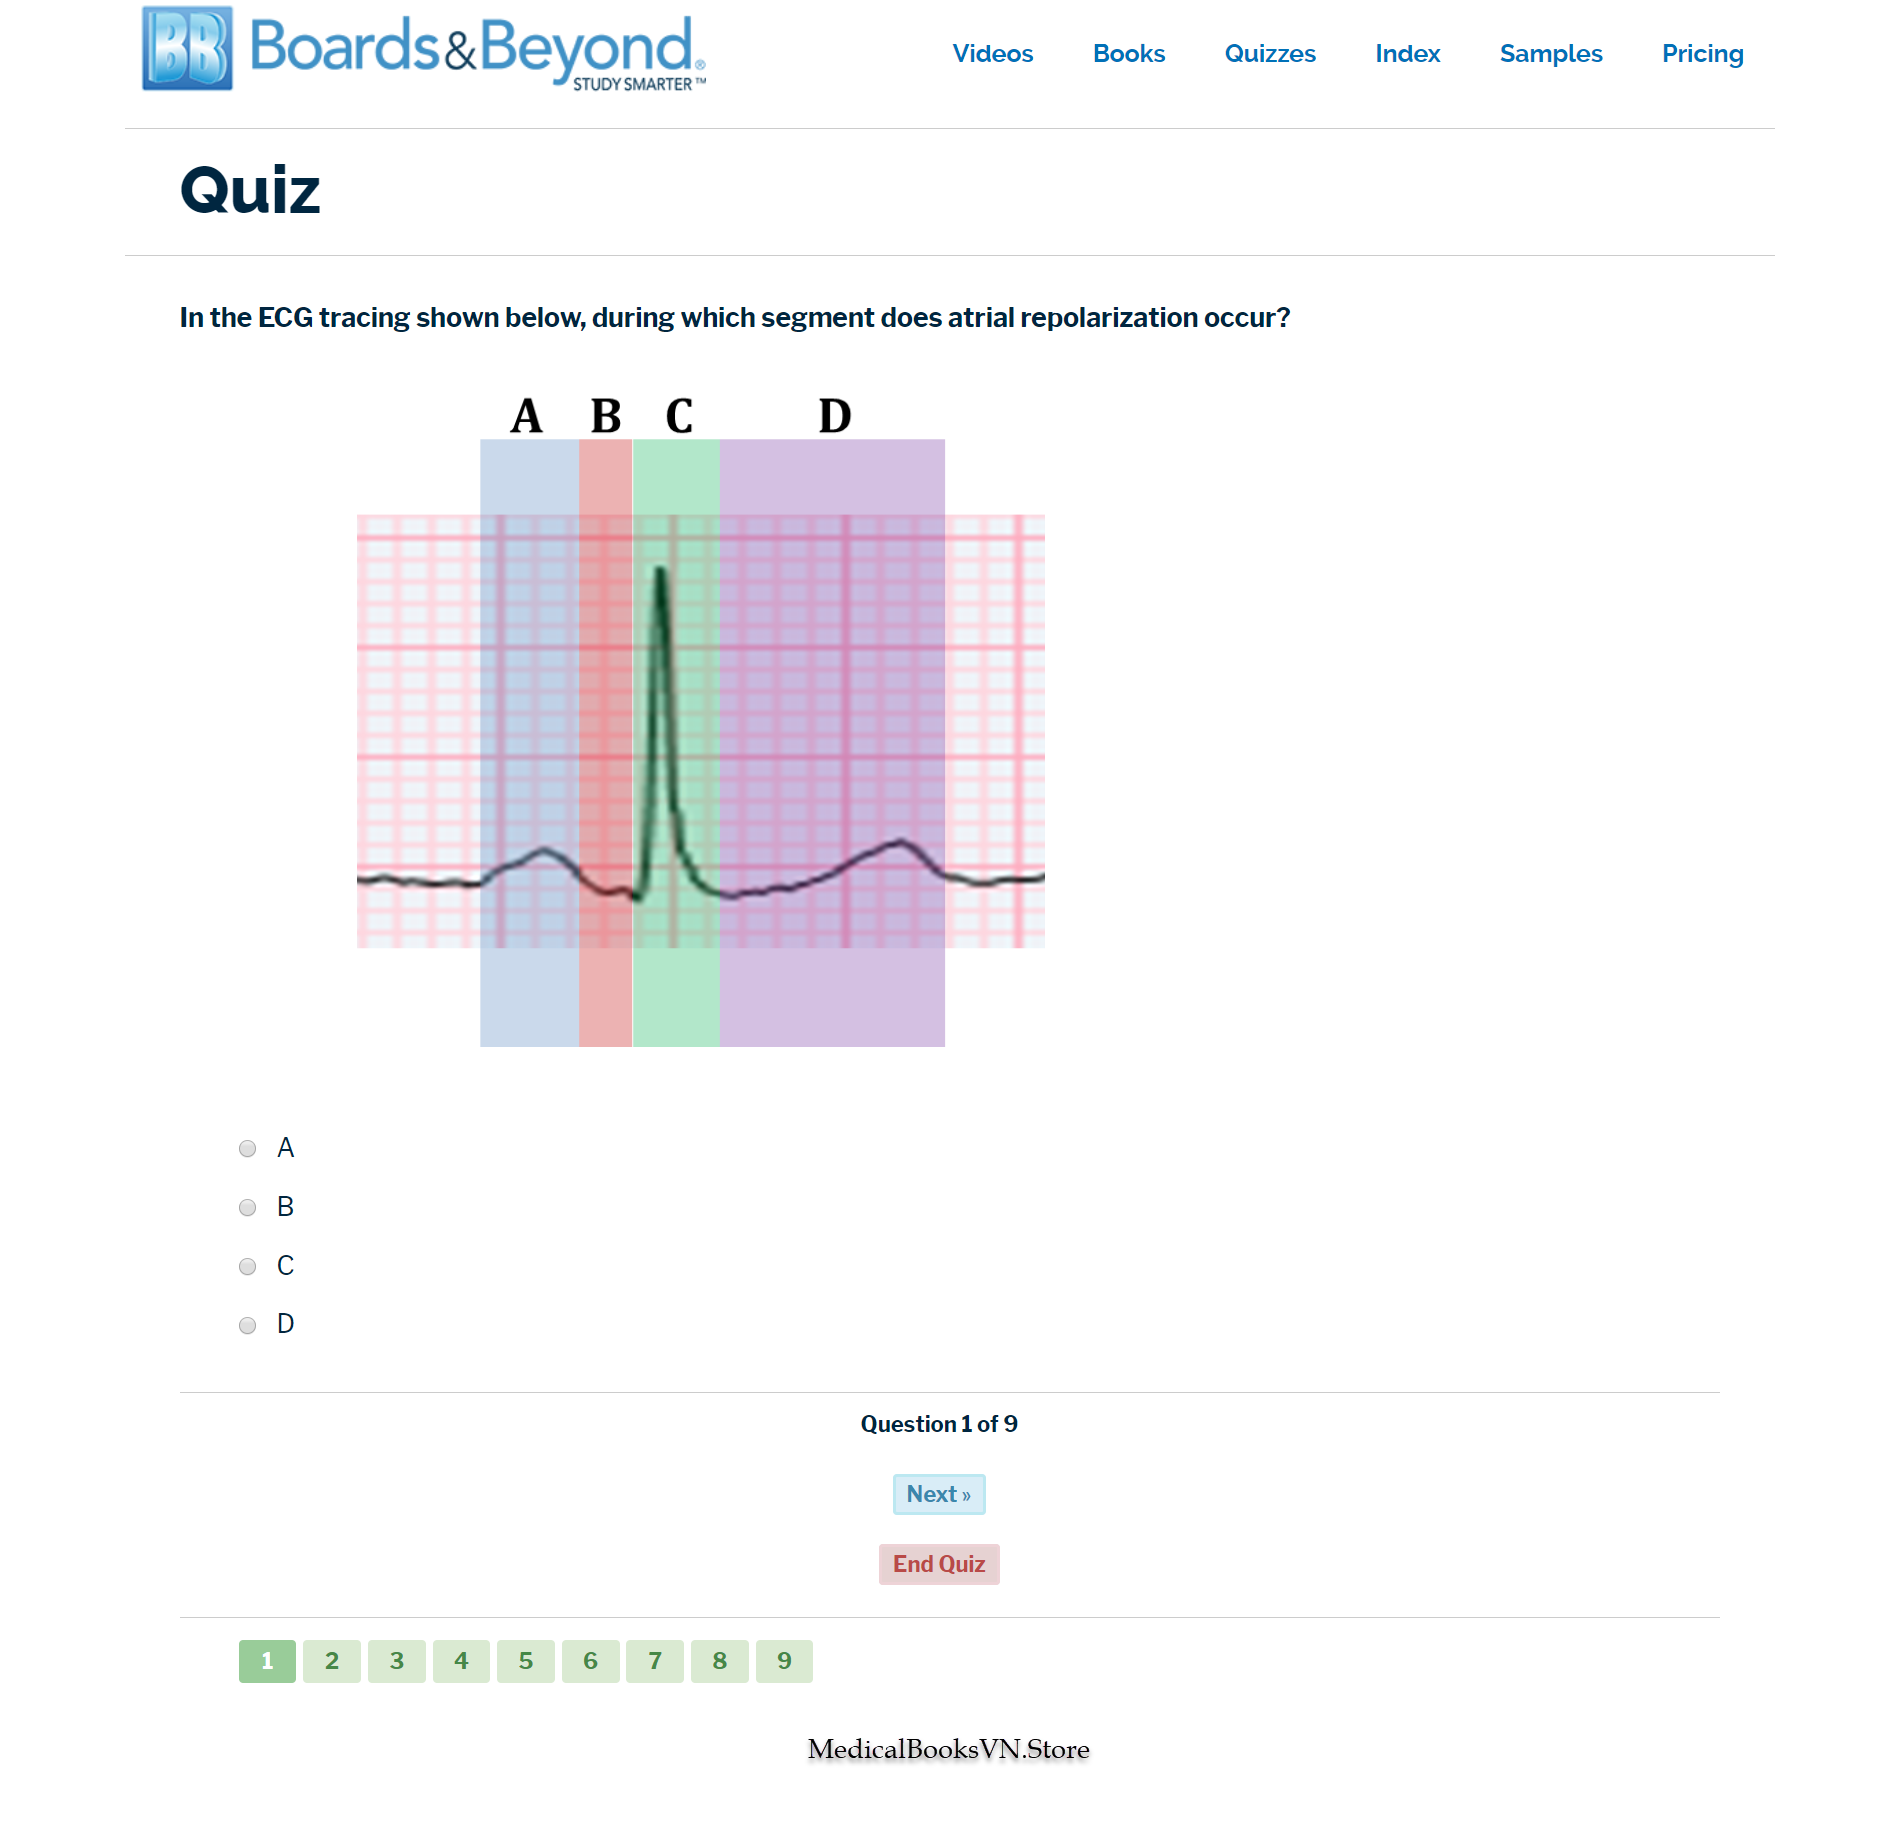 BB Boards&Beyond®
STUDY SMARTER™
Videos Books Quizzes Index Samples Pricing
Quiz
In the ECG tracing shown below, during which segment does atrial repolarization occur?
A B C D
A
B
C
D
Question 1 of 9
Next »
End Quiz
1 2 3 4 5 6 7 8 9
MedicalBooksVN.Store